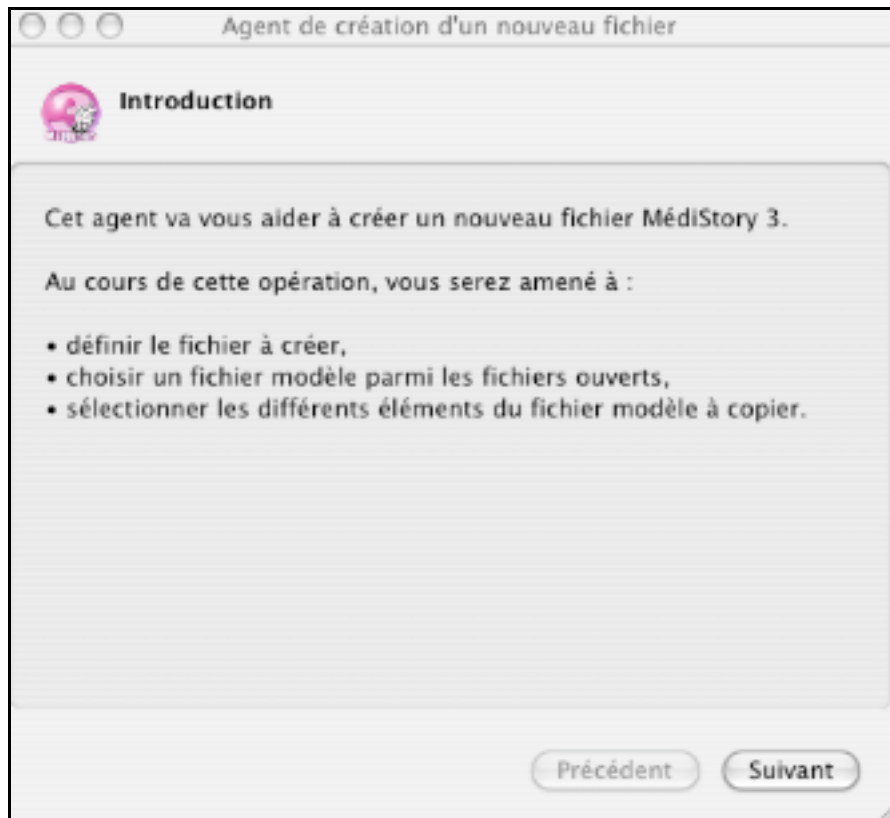 Agent de création d'un nouveau fichier
Introduction
Cet agent va vous aider à créer un nouveau fichier MédiStory 3.
Au cours de cette opération, vous serez amené à :
• définir le fichier à créer,
• choisir un fichier modèle parmi les fichiers ouverts,
• sélectionner les différents éléments du fichier modèle à copier.
Précédent
Suivant